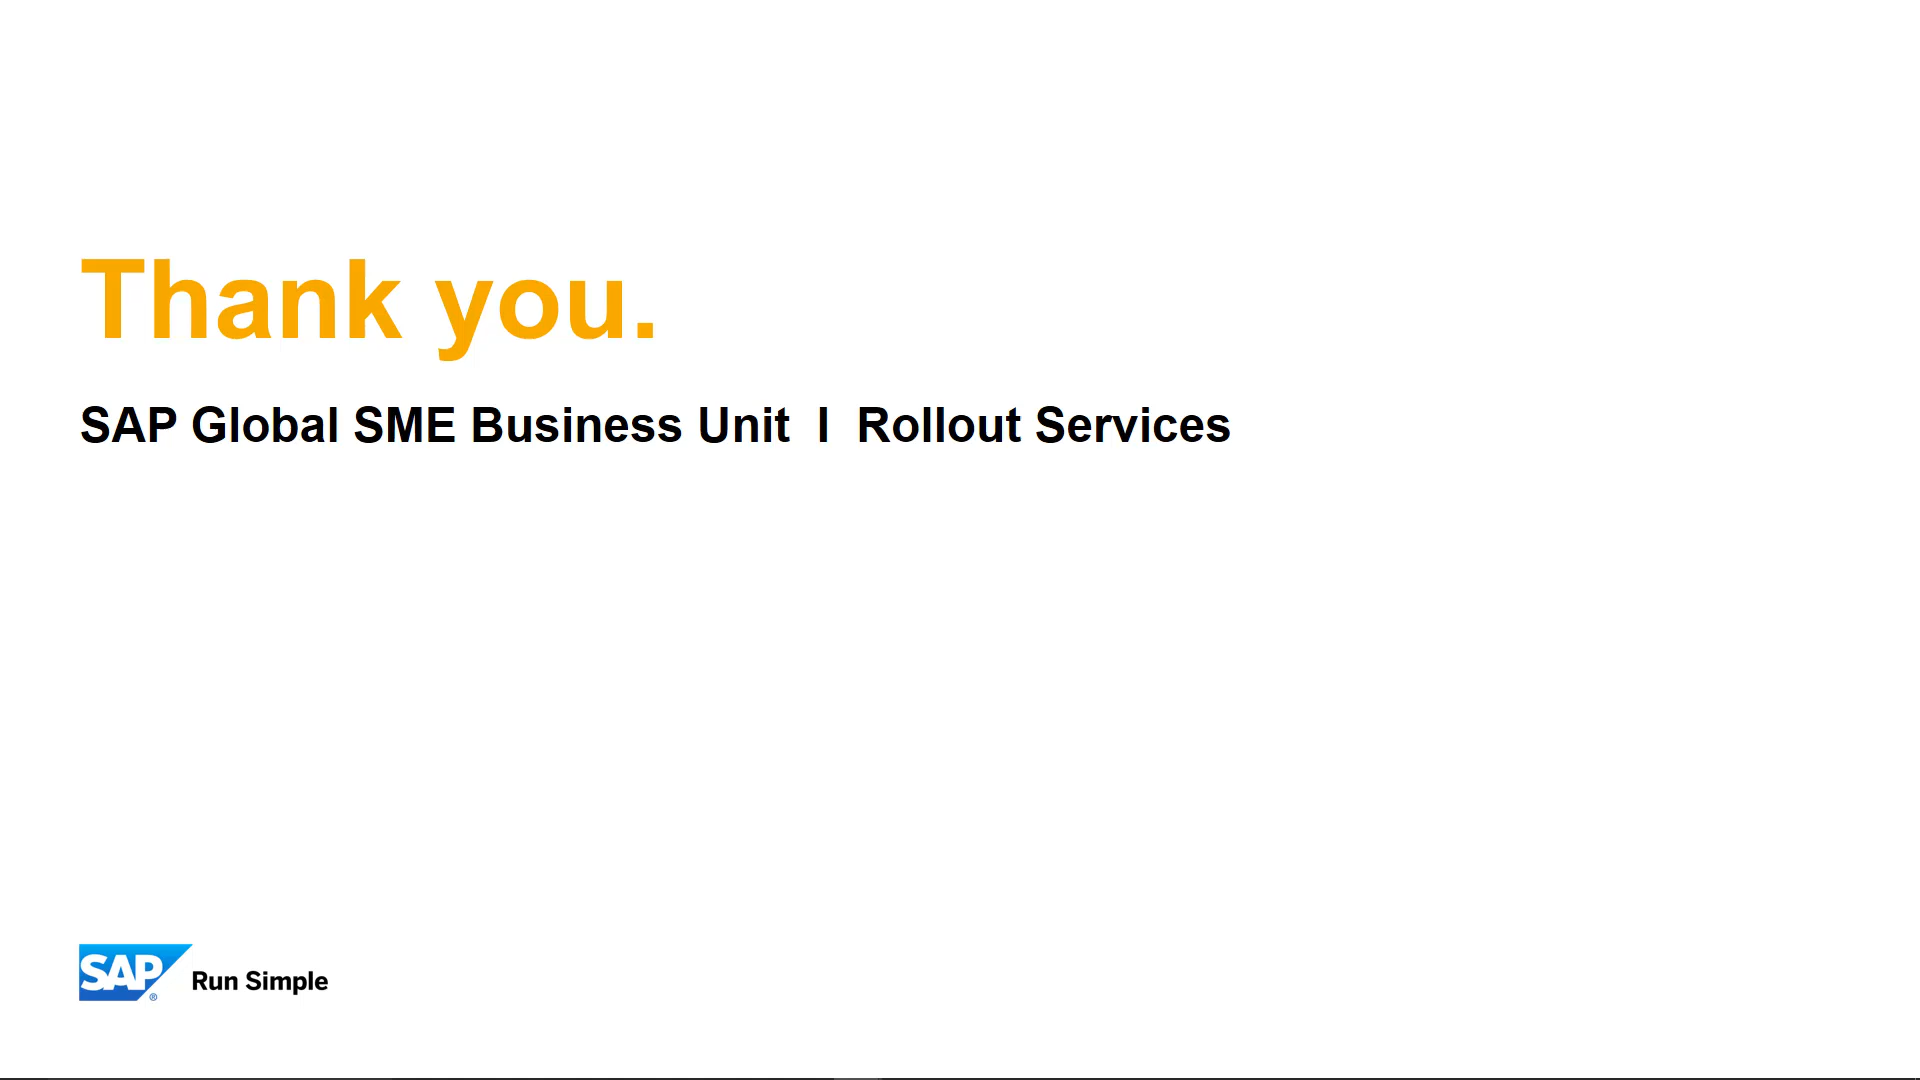 Thank you.
SAP Global SME Business Unit I Rollout Services
SAP® Run Simple